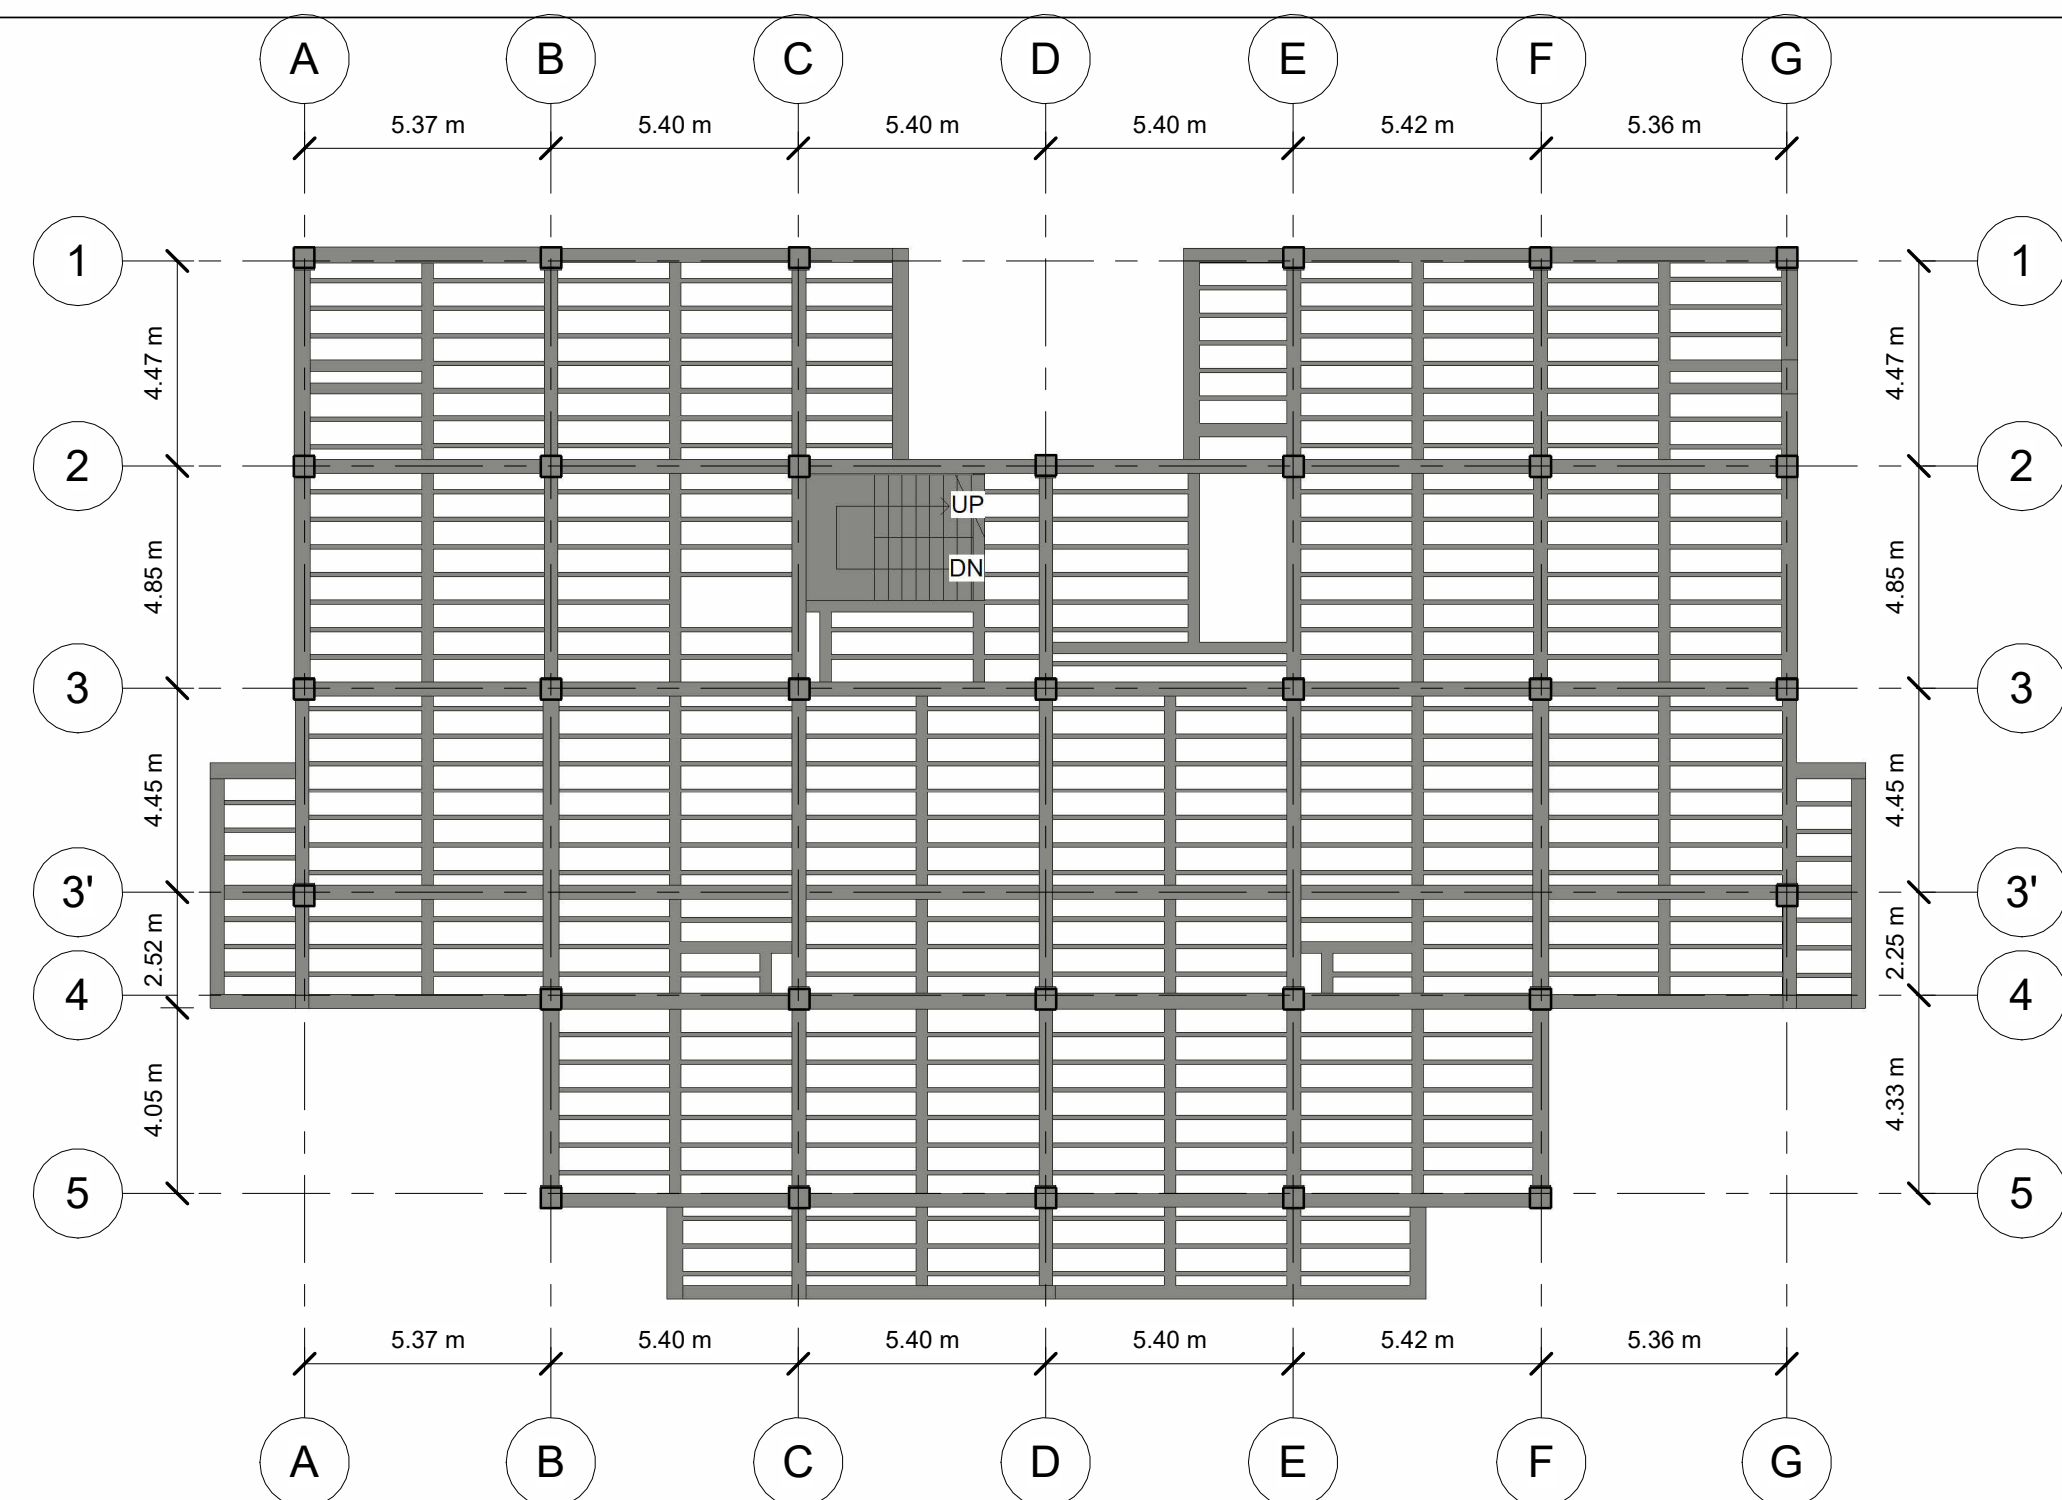 A B C D E F G
5.37 m 5.40 m 5.40 m 5.40 m 5.42 m 5.36 m
1 1
4.47 m 4.47 m
2 2
UP
4.85 m 4.85 m
DN
3 3
4.45 m 4.45 m
3' 3'
2.52 m 2.25 m
4 4
4.05 m 4.33 m
5 5
5.37 m 5.40 m 5.40 m 5.40 m 5.42 m 5.36 m
A B C D E F G